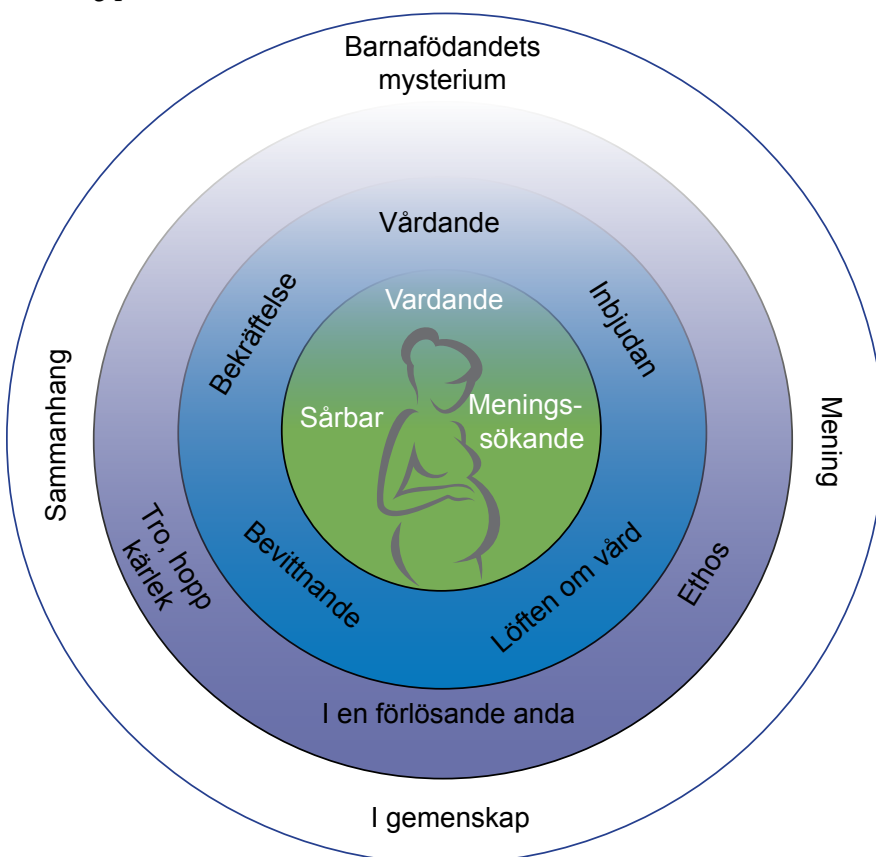 Barnafödandets
mysterium
Vårdande
Bekräftelse
Inbjudan
Vardande
Sårbar
Menings-
sökande
Sammanhang
Mening
Tro, hopp
kärlek
Bevittnande
Löften om vård
Ethos
I en förlösande anda
I gemenskap